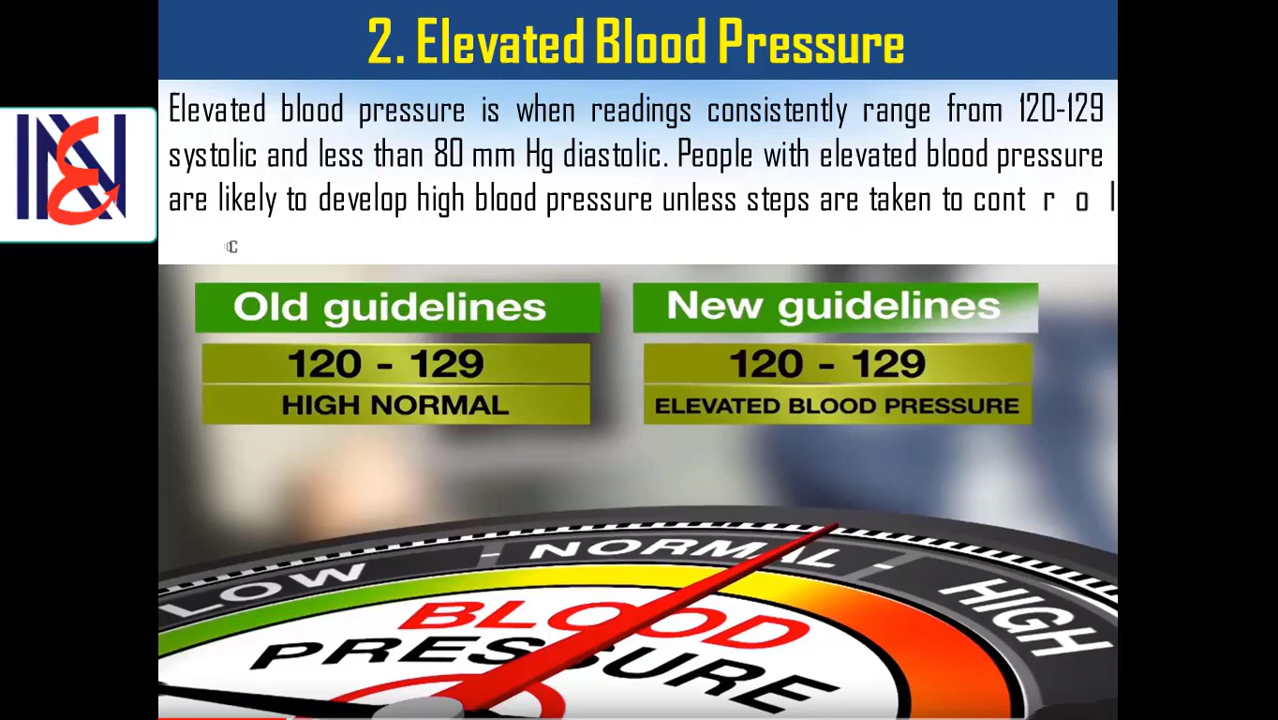 2. Elevated Blood Pressure
Elevated blood pressure is when readings consistently range from 120-129
systolic and less than 80 mm Hg diastolic. People with elevated blood pressure
are likely to develop high blood pressure unless steps are taken to cont r o l
Old guidelines
New guidelines
120 - 129
120 - 129
HIGH NORMAL
ELEVATED BLOOD PRESSURE
LOW - NORMAL - HIGH
BLOOD
PRESSURE